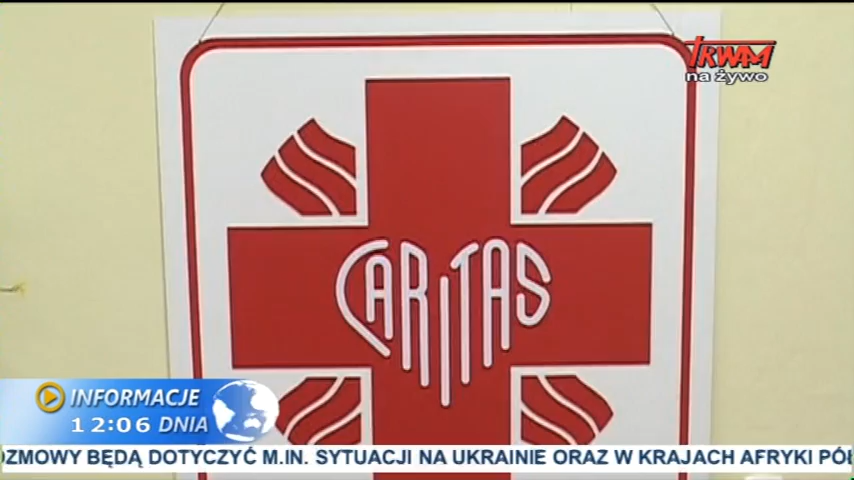 TRWAM
na żywo
CARITAS
INFORMACJE
12:06 DNIA
OZMOWY BĘDĄ DOTYCZYĆ M.IN. SYTUACJI NA UKRAINIE ORAZ W KRAJACH AFRYKI PÓŁ